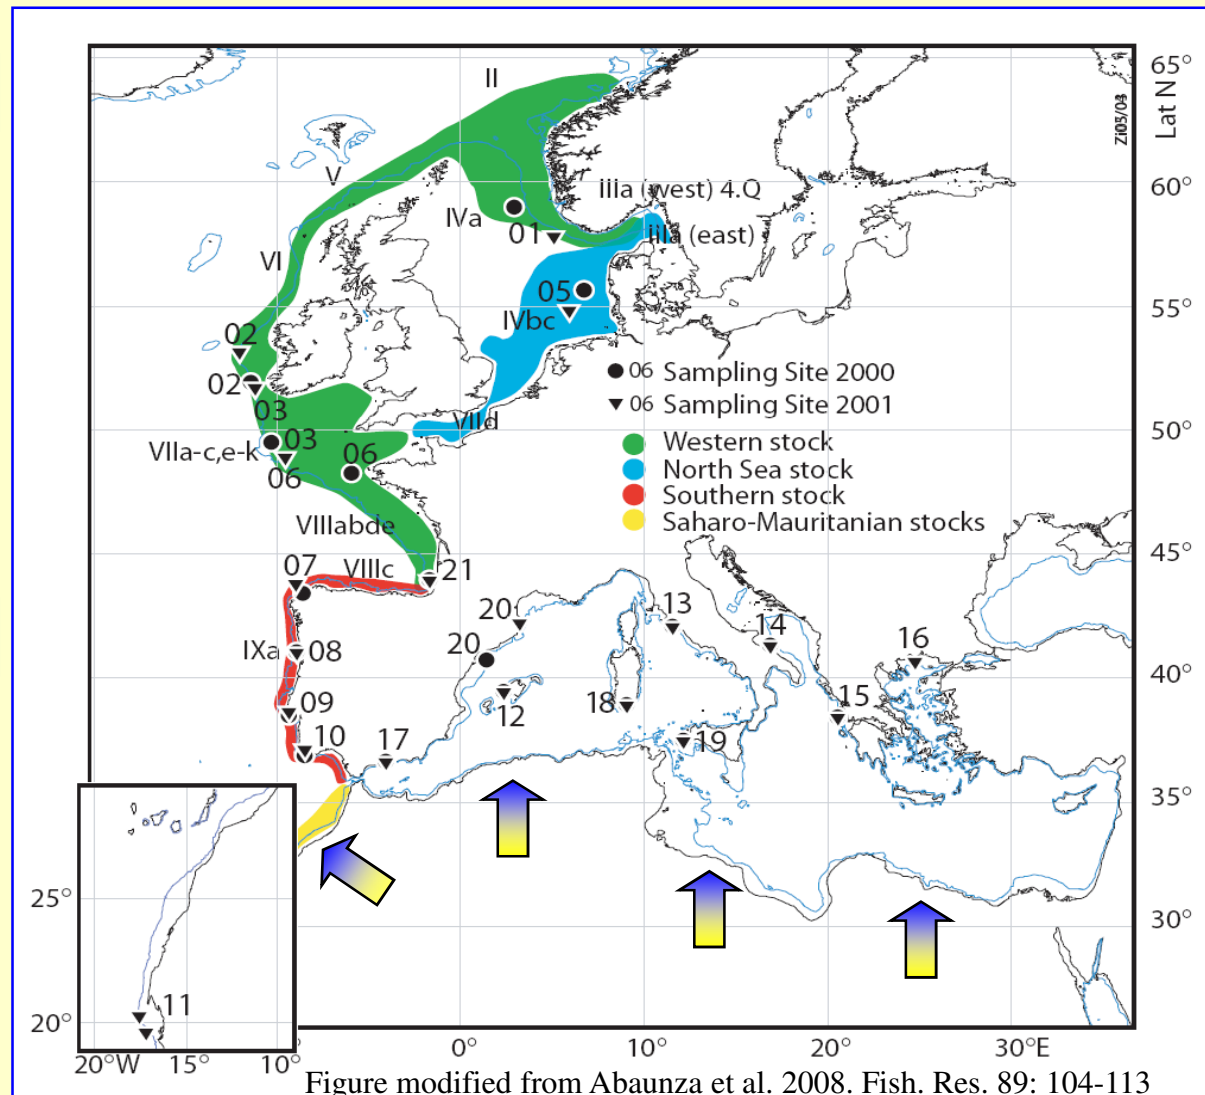 II
65°
Lat N
V
60°
IIIa (west) 4.Q
IVa
01
IIIa (east)
VI
05
55°
IVbc
02
02
03
06 Sampling Site 2000
06 Sampling Site 2001
VIId
50°
VIIa-c,e-k
03
06
06
Western stock
North Sea stock
Southern stock
Saharo-Mauritanian stocks
VIIIabde
45°
07
VIIIc
21
20
13
14
16
IXa
08
20
40°
09
12
18
15
10
17
19
35°
25°
30°
11
20°
20°W
15°
10°
0°
10°
20°
30°E
Figure modified from Abaunza et al. 2008. Fish. Res. 89: 104-113